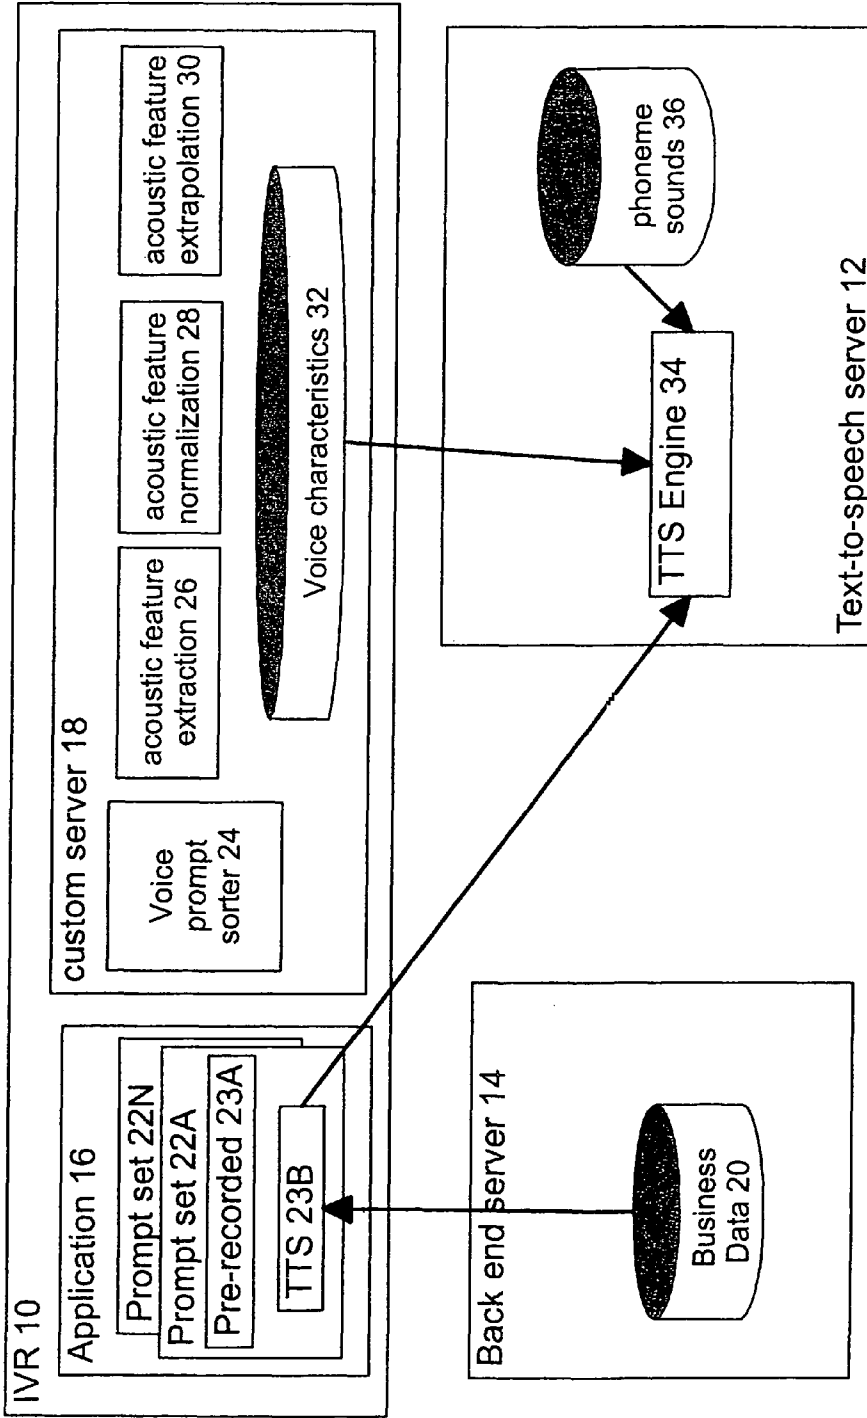 IVR 10
Application 16
Prompt set 22N
Prompt set 22A
Pre-recorded 23A
TTS 23B
custom server 18
Voice
prompt
sorter 24
acoustic feature
extraction 26
acoustic feature
normalization 28
acoustic feature
extrapolation 30
Voice characteristics 32
Back end server 14
Business
Data 20
TTS Engine 34
phoneme
sounds 36
Text-to-speech server 12